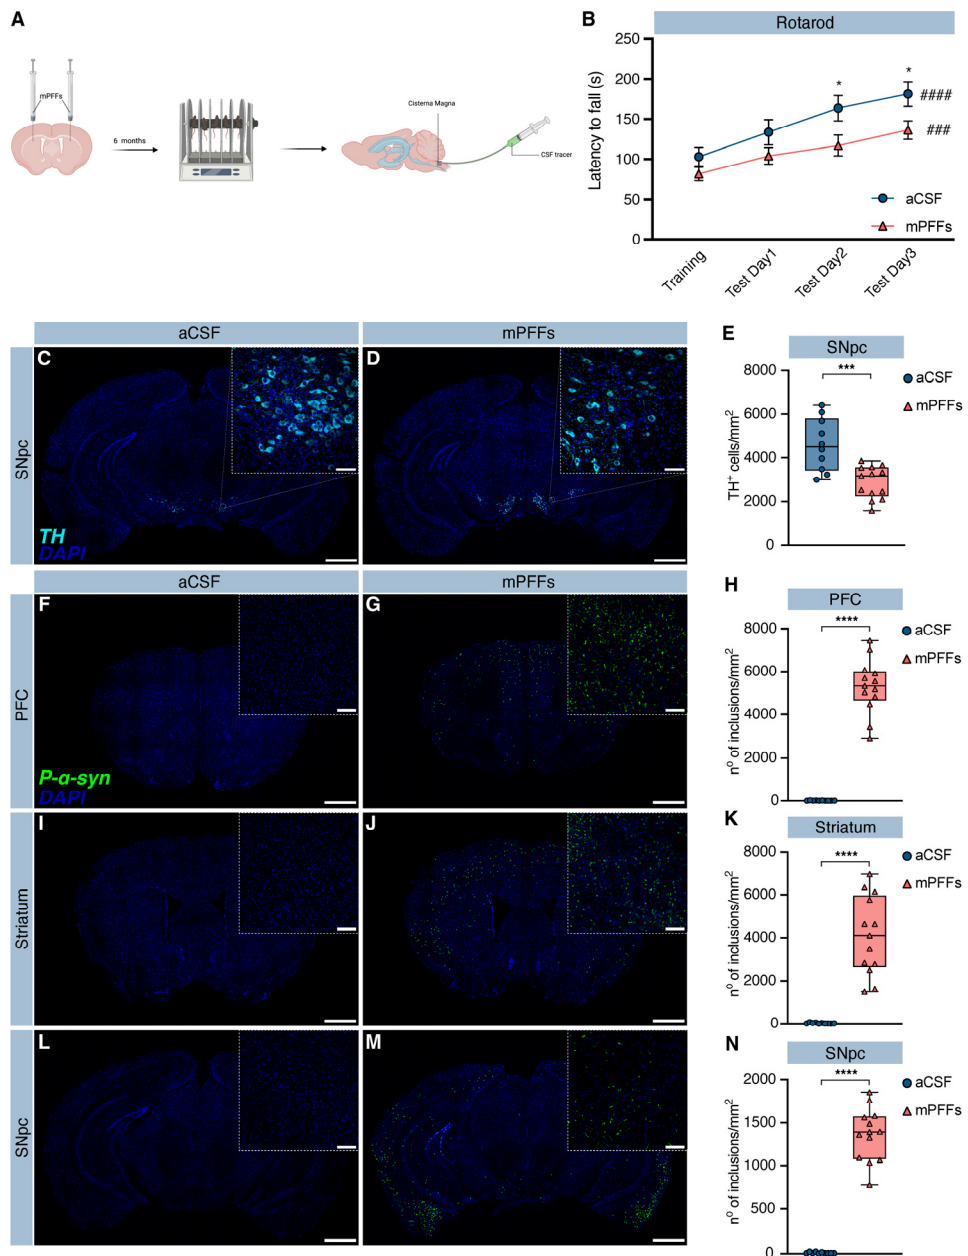 A
mPFFs
6 months
Cisterna Magna
CSF tracer
B
Rotarod
Latency to fall (s)
250
200
150
100
50
0
*
*
####
###
aCSF
mPFFs
Training
Test Day1
Test Day2
Test Day3
aCSF
mPFFs
SNpc
C
TH
DAPI
D
E
SNpc
***
aCSF
mPFFs
TH+ cells/mm2
8000
6000
4000
2000
0
aCSF
mPFFs
PFC
F
P-α-syn
DAPI
G
H
PFC
****
aCSF
mPFFs
nº of inclusions/mm2
8000
6000
4000
2000
0
Striatum
I
J
K
Striatum
****
aCSF
mPFFs
nº of inclusions/mm2
8000
6000
4000
2000
0
SNpc
L
M
N
SNpc
****
aCSF
mPFFs
nº of inclusions/mm2
2000
1500
1000
500
0